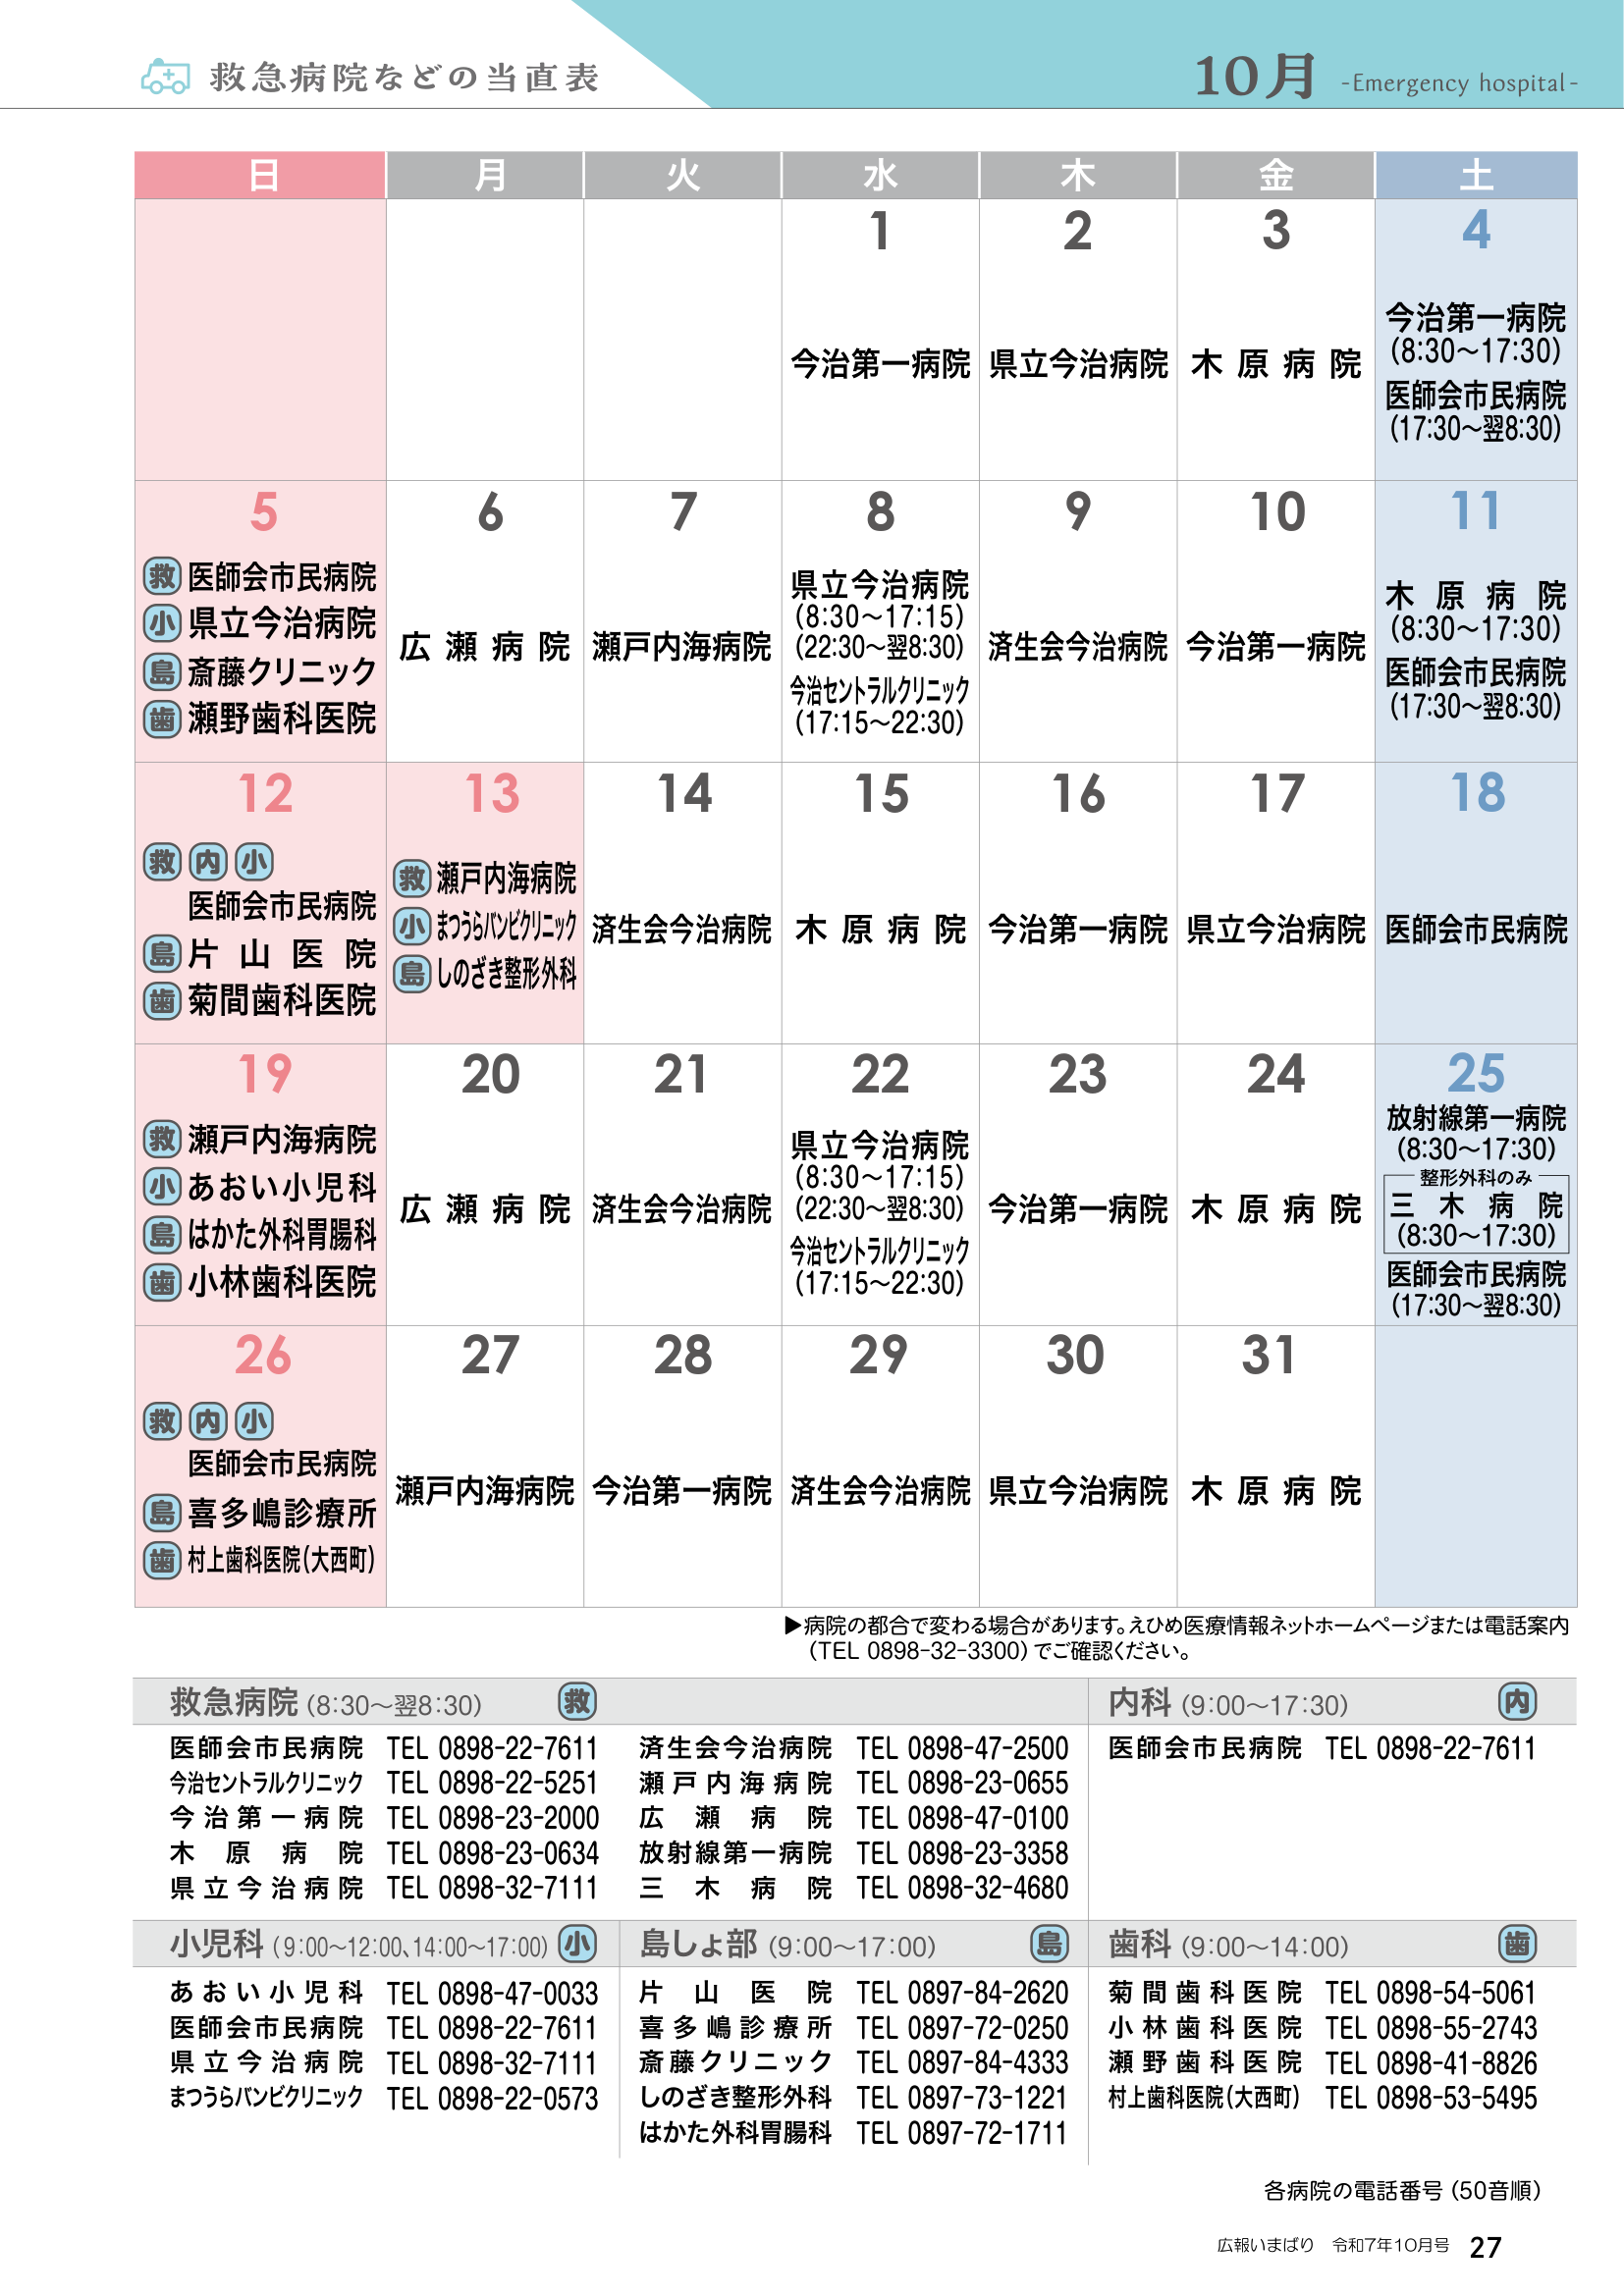 救急病院などの当直表
10月 -Emergency hospital-
日 月 火 水 木 金 土
1 2 3 4
今治第一病院
県立今治病院
木原病院
今治第一病院
(8:30〜17:30)
医師会市民病院
(17:30〜翌8:30)
5 6 7 8 9 10 11
救 医師会市民病院
小 県立今治病院
島 斎藤クリニック
歯 瀬野歯科医院
広瀬病院
瀬戸内海病院
県立今治病院
(8:30〜17:15)
(22:30〜翌8:30)
今治セントラルクリニック
(17:15〜22:30)
済生会今治病院
今治第一病院
木原病院
(8:30〜17:30)
医師会市民病院
(17:30〜翌8:30)
12 13 14 15 16 17 18
救 内 小
医師会市民病院
島 片山医院
歯 菊間歯科医院
救 瀬戸内海病院
小 まつうらバンビクリニック
島 しのざき整形外科
済生会今治病院
木原病院
今治第一病院
県立今治病院
医師会市民病院
19 20 21 22 23 24 25
救 瀬戸内海病院
小 あおい小児科
島 はかた外科胃腸科
歯 小林歯科医院
広瀬病院
済生会今治病院
県立今治病院
(8:30〜17:15)
(22:30〜翌8:30)
今治セントラルクリニック
(17:15〜22:30)
今治第一病院
木原病院
放射線第一病院
(8:30〜17:30)
整形外科のみ
三木病院
(8:30〜17:30)
医師会市民病院
(17:30〜翌8:30)
26 27 28 29 30 31
救 内 小
医師会市民病院
島 喜多嶋診療所
歯 村上歯科医院(大西町)
瀬戸内海病院
今治第一病院
済生会今治病院
県立今治病院
木原病院
▶病院の都合で変わる場合があります。えひめ医療情報ネットホームページまたは電話案内
(TEL 0898-32-3300)でご確認ください。
救急病院(8:30〜翌8:30) 救
医師会市民病院 TEL 0898-22-7611
今治セントラルクリニック TEL 0898-22-5251
今治第一病院 TEL 0898-23-2000
木原病院 TEL 0898-23-0634
県立今治病院 TEL 0898-32-7111
済生会今治病院 TEL 0898-47-2500
瀬戸内海病院 TEL 0898-23-0655
広瀬病院 TEL 0898-47-0100
放射線第一病院 TEL 0898-23-3358
三木病院 TEL 0898-32-4680
内科(9:00〜17:30) 内
医師会市民病院 TEL 0898-22-7611
小児科(9:00〜12:00、14:00〜17:00) 小
あおい小児科 TEL 0898-47-0033
医師会市民病院 TEL 0898-22-7611
県立今治病院 TEL 0898-32-7111
まつうらバンビクリニック TEL 0898-22-0573
島しょ部(9:00〜17:00) 島
片山医院 TEL 0897-84-2620
喜多嶋診療所 TEL 0897-72-0250
斎藤クリニック TEL 0897-84-4333
しのざき整形外科 TEL 0897-73-1221
はかた外科胃腸科 TEL 0897-72-1711
歯科(9:00〜14:00) 歯
菊間歯科医院 TEL 0898-54-5061
小林歯科医院 TEL 0898-55-2743
瀬野歯科医院 TEL 0898-41-8826
村上歯科医院(大西町) TEL 0898-53-5495
各病院の電話番号(50音順)
広報いまばり 令和7年10月号 27